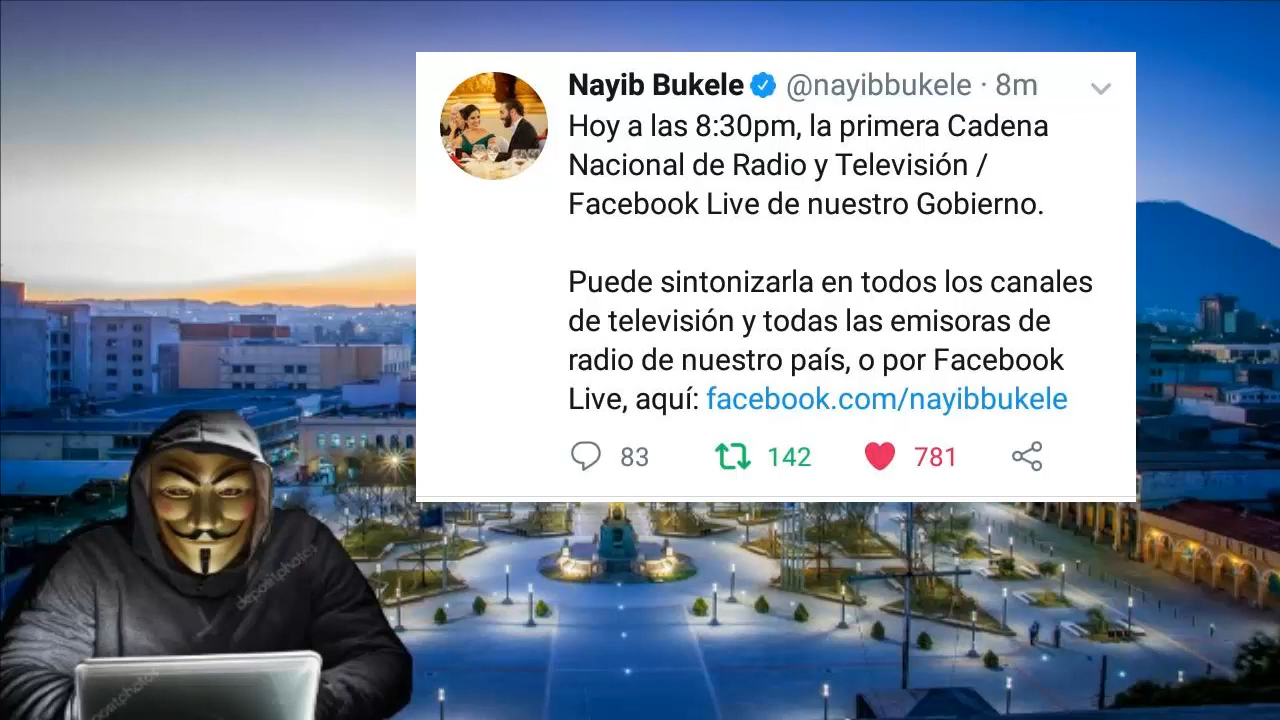 Nayib Bukele @nayibbukele · 8m
Hoy a las 8:30pm, la primera Cadena
Nacional de Radio y Televisión /
Facebook Live de nuestro Gobierno.
Puede sintonizarla en todos los canales
de televisión y todas las emisoras de
radio de nuestro país, o por Facebook
Live, aquí: facebook.com/nayibbukele
83 142 781
depositphotos
depositphotos